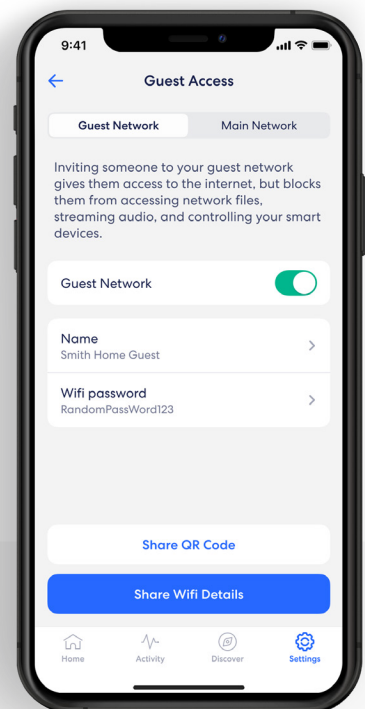 9:41
Guest Access
Guest Network
Main Network
Inviting someone to your guest network
gives them access to the internet, but blocks
them from accessing network files,
streaming audio, and controlling your smart
devices.
Guest Network
Name
Smith Home Guest
Wifi password
RandomPassWord123
Share QR Code
Share Wifi Details
Home
Activity
Discover
Settings